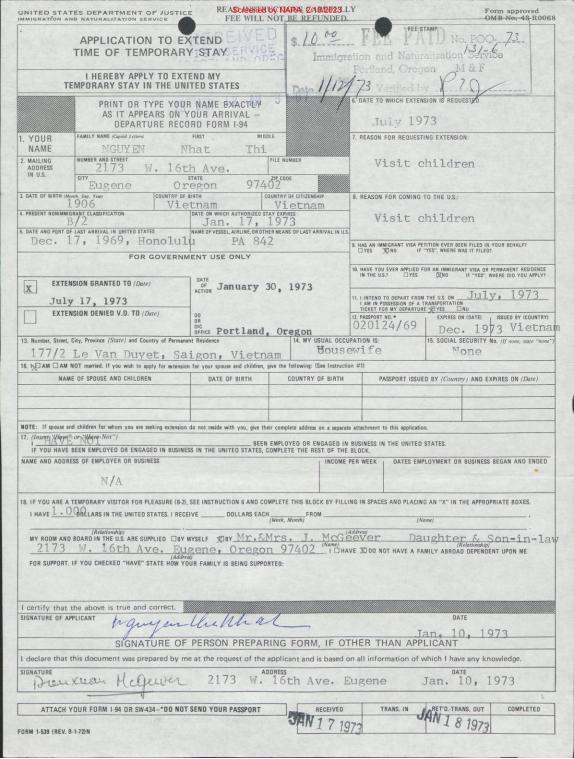 UNITED STATES DEPARTMENT OF JUSTICE
IMMIGRATION AND NATURALIZATION SERVICE
Screened by NARA, 2/13/2023
FEE WILL NOT BE REFUNDED.
Form approved
OMB No. 43-R0068
APPLICATION TO EXTEND
TIME OF TEMPORARY STAY
RECEIVED
SERVICE
FEE STAMP
$ 10.00 FEE PAID No. POO- 73
131-6
Immigration and Naturalization Service
Portland, Oregon M & F
Date 1/12/73 Verified by
I HEREBY APPLY TO EXTEND MY
TEMPORARY STAY IN THE UNITED STATES
PRINT OR TYPE YOUR NAME EXACTLY
AS IT APPEARS ON YOUR ARRIVAL –
DEPARTURE RECORD FORM I-94
6. DATE TO WHICH EXTENSION IS REQUESTED
July 1973
1. YOUR NAME
FAMILY NAME (Capital Letters) FIRST MIDDLE
NGUYEN Nhat Thi
7. REASON FOR REQUESTING EXTENSION:
Visit children
2. MAILING ADDRESS IN U.S.
NUMBER AND STREET FILE NUMBER
2173 W. 16th Ave.
CITY STATE ZIP CODE
Eugene Oregon 97402
3. DATE OF BIRTH (Month, Day, Year) COUNTRY OF BIRTH COUNTRY OF CITIZENSHIP
1906 Vietnam Vietnam
8. REASON FOR COMING TO THE U.S.:
Visit children
4. PRESENT NONIMMIGRANT CLASSIFICATION DATE ON WHICH AUTHORIZED STAY EXPIRES
B/2 Jan. 17, 1973
5. DATE AND PORT OF LAST ARRIVAL IN UNITED STATES NAME OF VESSEL, AIRLINE, OR OTHER MEANS OF LAST ARRIVAL IN U.S.
Dec. 17, 1969, Honolulu PA 842
9. HAS AN IMMIGRANT VISA PETITION EVER BEEN FILED IN YOUR BEHALF?
YES NO IF "YES", WHERE WAS IT FILED?
FOR GOVERNMENT USE ONLY
10. HAVE YOU EVER APPLIED FOR AN IMMIGRANT VISA OR PERMANENT RESIDENCE
IN THE U.S.? YES NO IF "YES", WHERE DID YOU APPLY?
X EXTENSION GRANTED TO (Date)
July 17, 1973
DATE OF ACTION January 30, 1973
11. I INTEND TO DEPART FROM THE U.S. ON July, 1973
I AM IN POSSESSION OF A TRANSPORTATION
TICKET FOR MY DEPARTURE YES NO
EXTENSION DENIED V.D. TO (Date)
DD OR OIC OFFICE Portland, Oregon
12. PASSPORT NO. EXPIRES ON (DATE) ISSUED BY (COUNTRY)
020124/69 Dec. 1973 Vietnam
13. Number, Street, City, Province (State) and Country of Permanent Residence
177/2 Le Van Duyet, Saigon, Vietnam
14. MY USUAL OCCUPATION IS:
Housewife
15. SOCIAL SECURITY NO. (If none, state "none")
None
16. I AM AM NOT married. If you wish to apply for extension for your spouse and children, give the following: (See Instruction #1)
NAME OF SPOUSE AND CHILDREN DATE OF BIRTH COUNTRY OF BIRTH PASSPORT ISSUED BY (Country) AND EXPIRES ON (Date)
NOTE: If spouse and children for whom you are seeking extension do not reside with you, give their complete address on a separate attachment to this application.
17. (Insert "Have" or "Have Not")
I HAVE NOT BEEN EMPLOYED OR ENGAGED IN BUSINESS IN THE UNITED STATES.
IF YOU HAVE BEEN EMPLOYED OR ENGAGED IN BUSINESS IN THE UNITED STATES, COMPLETE THE REST OF THE BLOCK.
NAME AND ADDRESS OF EMPLOYER OR BUSINESS INCOME PER WEEK DATES EMPLOYMENT OR BUSINESS BEGAN AND ENDED
N/A
18. IF YOU ARE A TEMPORARY VISITOR FOR PLEASURE (B-2), SEE INSTRUCTION 6 AND COMPLETE THIS BLOCK BY FILLING IN SPACES AND PLACING AN "X" IN THE APPROPRIATE BOXES.
I HAVE 1.000 DOLLARS IN THE UNITED STATES. I RECEIVE DOLLARS EACH FROM
(Week, Month) (Name)
(Relationship) (Address)
MY ROOM AND BOARD IN THE U.S. ARE SUPPLIED BY MYSELF BY Mr.&Mrs. J. McGeever Daughter & Son-in-law
(Name) (Relationship)
2173 W. 16th Ave. Eugene, Oregon 97402 I HAVE DO NOT HAVE A FAMILY ABROAD DEPENDENT UPON ME
(Address)
FOR SUPPORT. IF YOU CHECKED "HAVE" STATE HOW YOUR FAMILY IS BEING SUPPORTED:
I certify that the above is true and correct.
SIGNATURE OF APPLICANT DATE
Jan. 10, 1973
SIGNATURE OF PERSON PREPARING FORM, IF OTHER THAN APPLICANT
I declare that this document was prepared by me at the request of the applicant and is based on all information of which I have any knowledge.
SIGNATURE ADDRESS DATE
McGeever 2173 W. 16th Ave. Eugene Jan. 10, 1973
ATTACH YOUR FORM I-94 OR SW-434—*DO NOT SEND YOUR PASSPORT
RECEIVED TRANS. IN RET'D.-TRANS. OUT COMPLETED
JAN 17 1973 JAN 18 1973
FORM I-539 (REV. 8-1-72)N